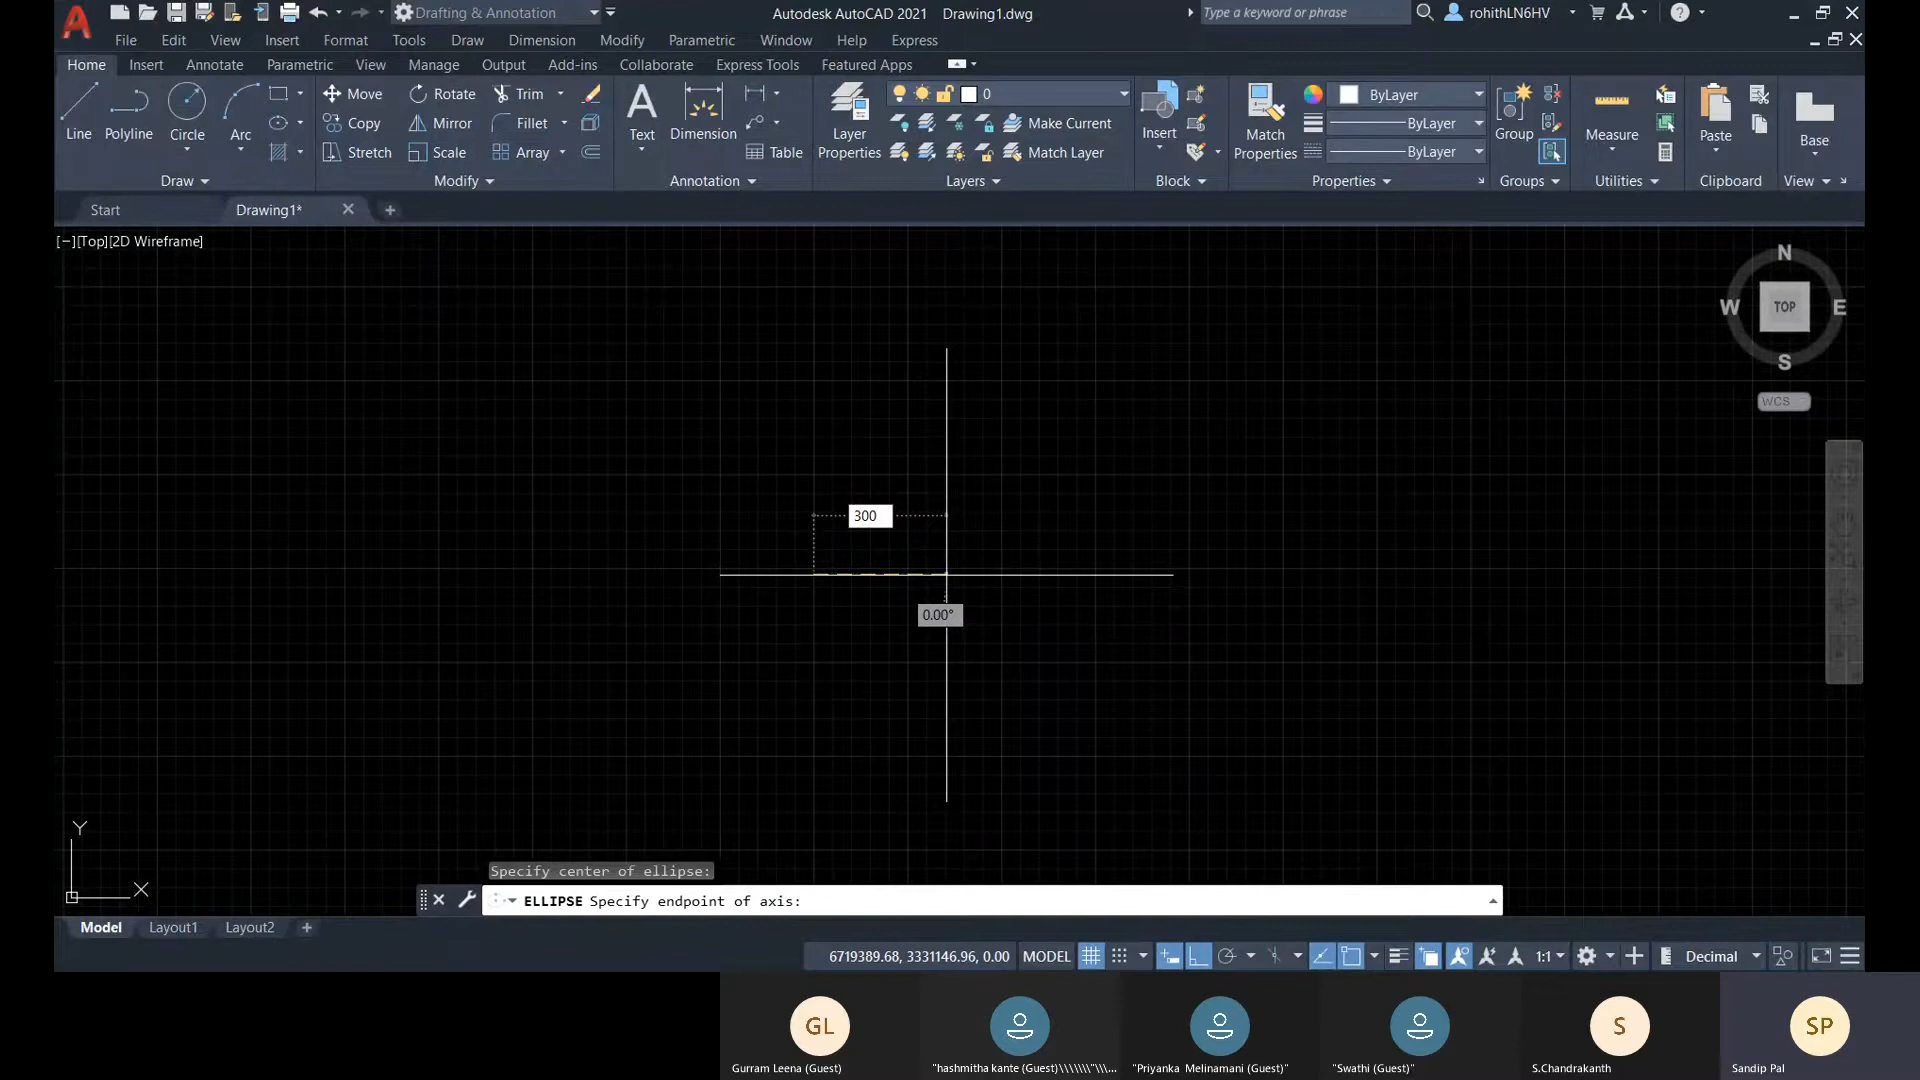 Drafting & Annotation
Autodesk AutoCAD 2021 Drawing1.dwg
Type a keyword or phrase
rohithLN6HV
File Edit View Insert Format Tools Draw Dimension Modify Parametric Window Help Express
Home Insert Annotate Parametric View Manage Output Add-ins Collaborate Express Tools Featured Apps
Line
Polyline
Circle
Arc
Move
Rotate
Trim
Copy
Mirror
Fillet
Stretch
Scale
Array
Text
Dimension
Table
Layer
Properties
0
Make Current
Match Layer
Insert
Match
Properties
ByLayer
ByLayer
ByLayer
Group
Measure
Paste
Base
Draw Modify Annotation Layers Block Properties Groups Utilities Clipboard View
Start Drawing1*
[−][Top][2D Wireframe]
N
W TOP E
S
WCS
300
0.00°
Y
X
Specify center of ellipse:
ELLIPSE Specify endpoint of axis:
Model Layout1 Layout2
6719389.68, 3331146.96, 0.00 MODEL 1:1 Decimal
GL
S
SP
Gurram Leena (Guest)
"hashmitha kante (Guest)\\\\\\\"\\...
"Priyanka Melinamani (Guest)"
"Swathi (Guest)"
S.Chandrakanth
Sandip Pal